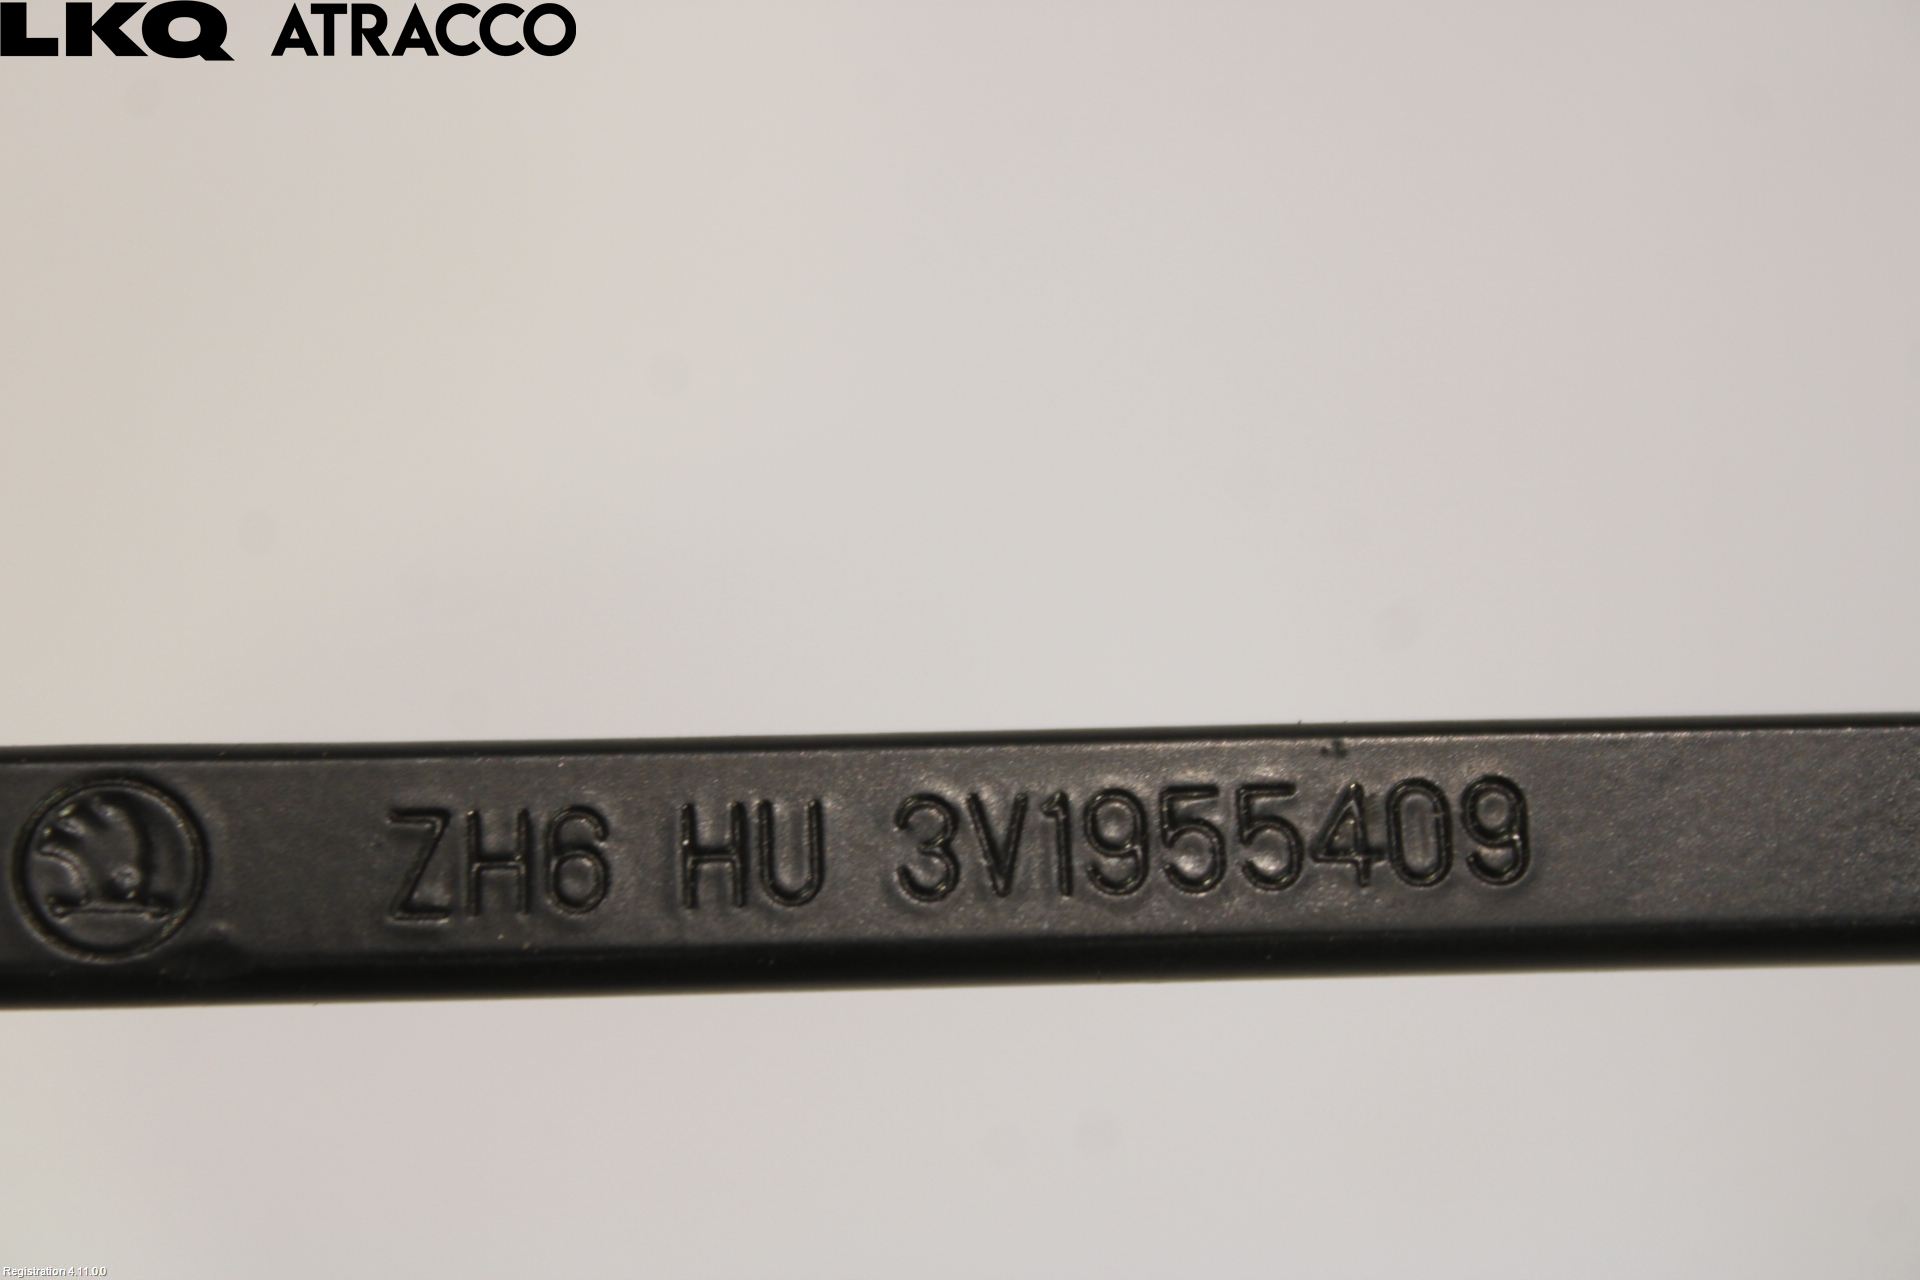 LKQ ATRACCO
ZH6 HU 3V1955409
Registration 4.11.0.0